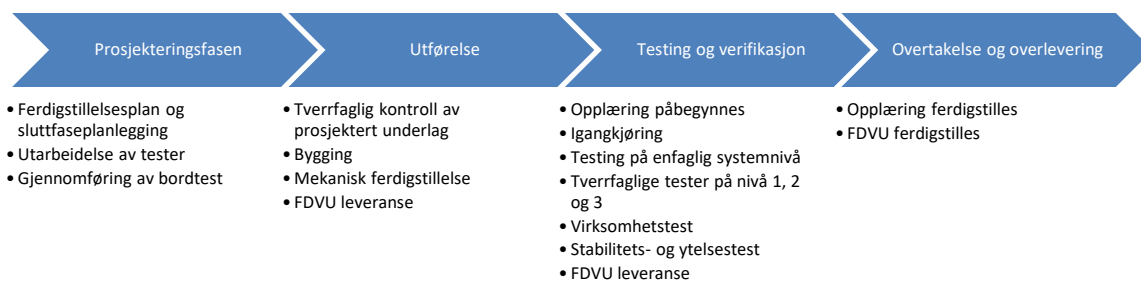 Prosjekteringsfasen
• Ferdigstillelsesplan og
sluttfaseplanlegging
• Utarbeidelse av tester
• Gjennomføring av bordtest
Utførelse
• Tverrfaglig kontroll av
prosjektert underlag
• Bygging
• Mekanisk ferdigstillelse
• FDVU leveranse
Testing og verifikasjon
• Opplæring påbegynnes
• Igangkjøring
• Testing på enfaglig systemnivå
• Tverrfaglige tester på nivå 1, 2
og 3
• Virksomhetstest
• Stabilitets- og ytelsestest
• FDVU leveranse
Overtakelse og overlevering
• Opplæring ferdigstilles
• FDVU ferdigstilles